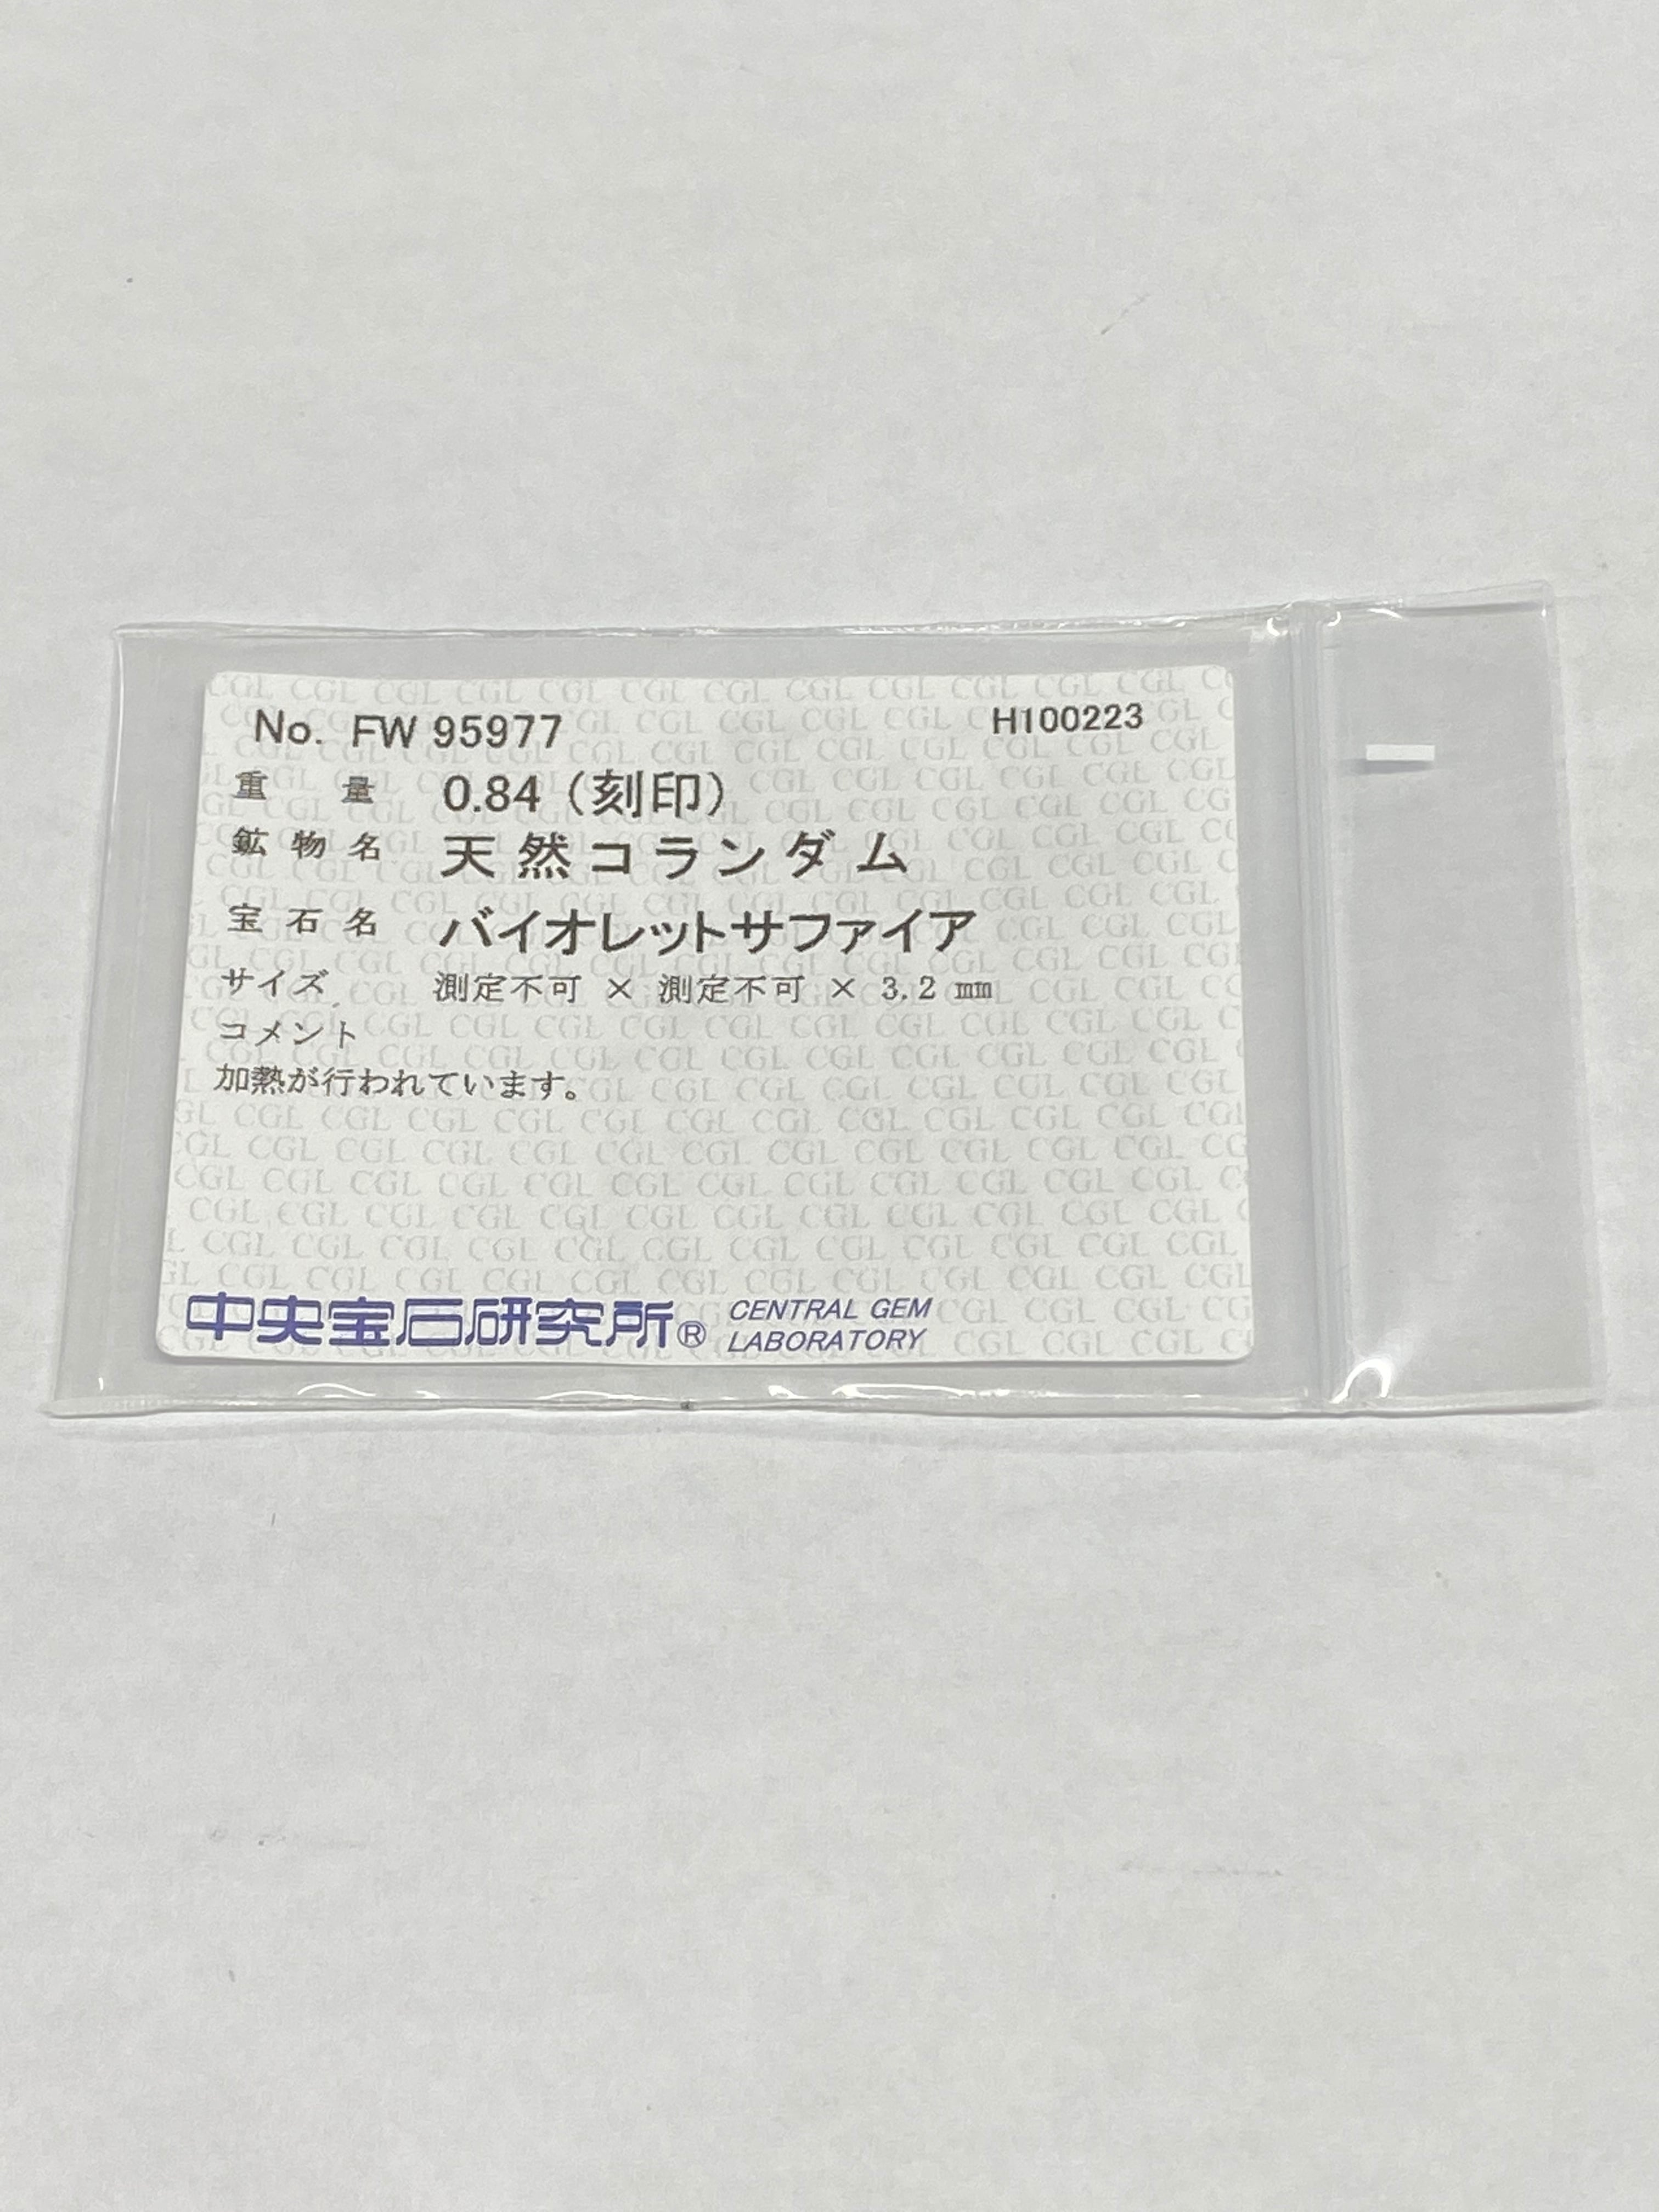 No. FW 95977 H100223
重量 0.84（刻印）
鉱物名 天然コランダム
宝石名 バイオレットサファイア
サイズ 測定不可 × 測定不可 × 3.2 mm
コメント
加熱が行われています。
中央宝石研究所® CENTRAL GEM
LABORATORY